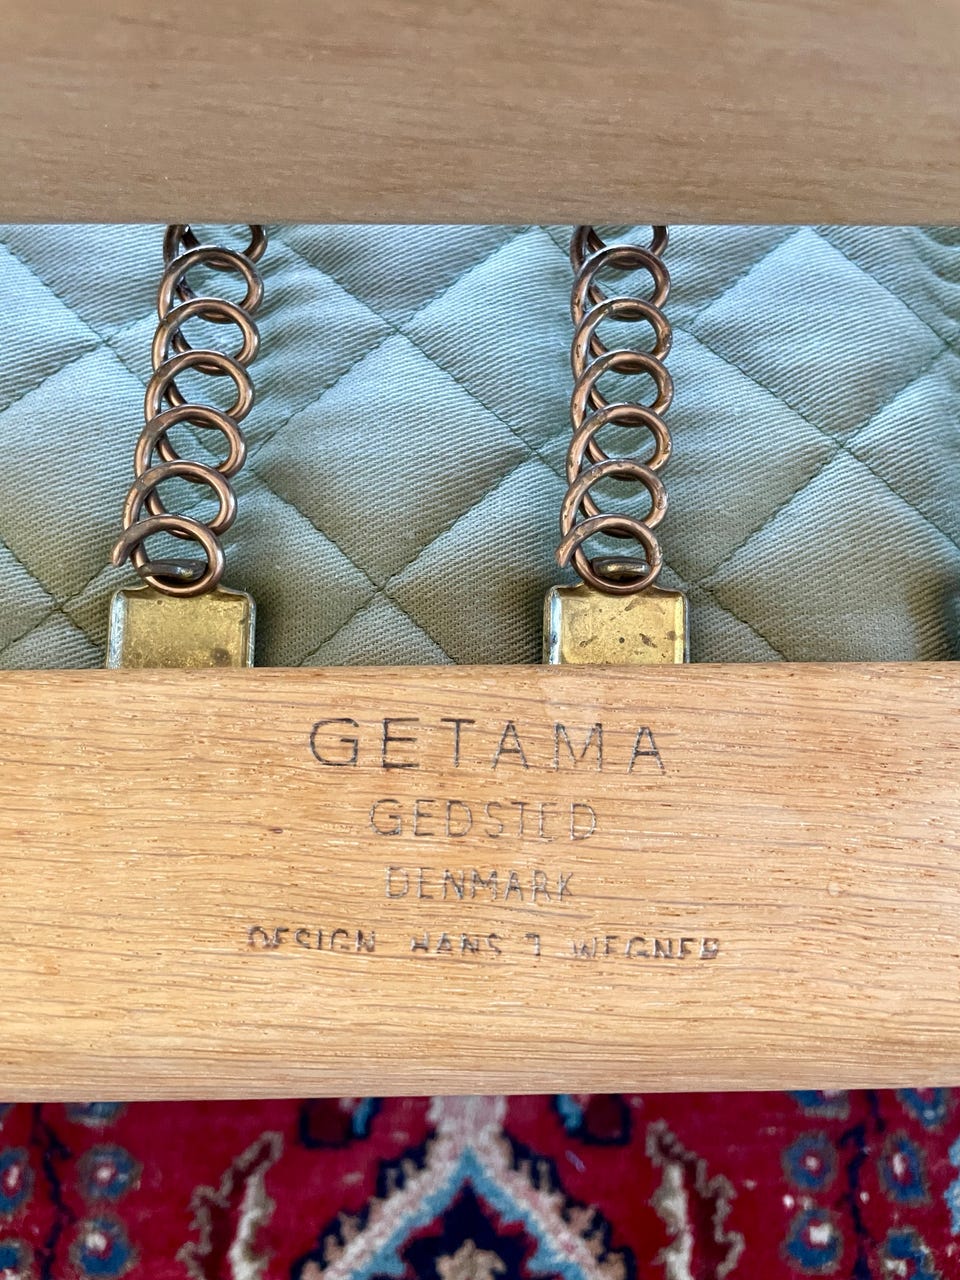 GETAMA
GEDSTED
DENMARK
DESIGN HANS J WEGNER